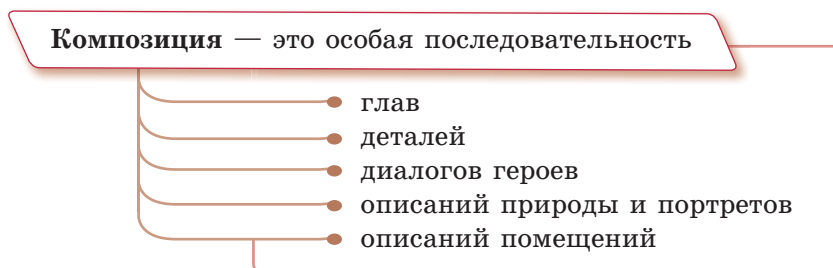 Композиция — это особая последовательность
глав
деталей
диалогов героев
описаний природы и портретов
описаний помещений